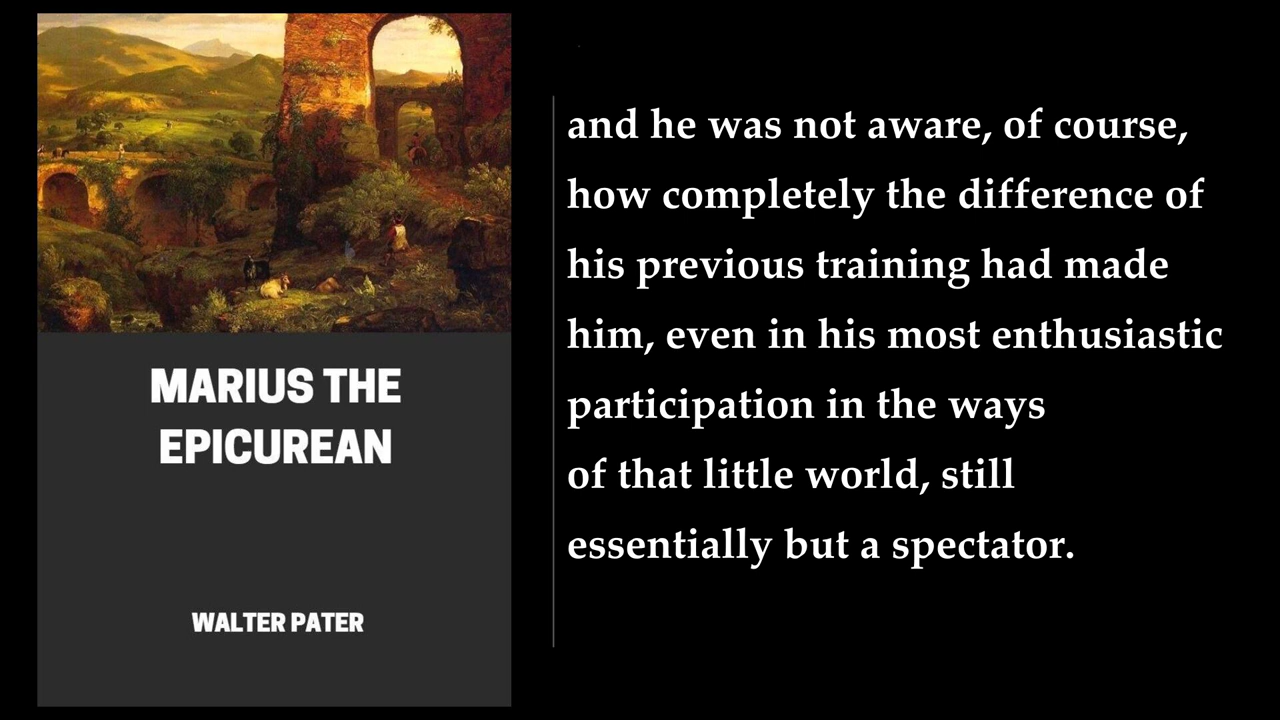 MARIUS THE
EPICUREAN
WALTER PATER
and he was not aware, of course,
how completely the difference of
his previous training had made
him, even in his most enthusiastic
participation in the ways
of that little world, still
essentially but a spectator.